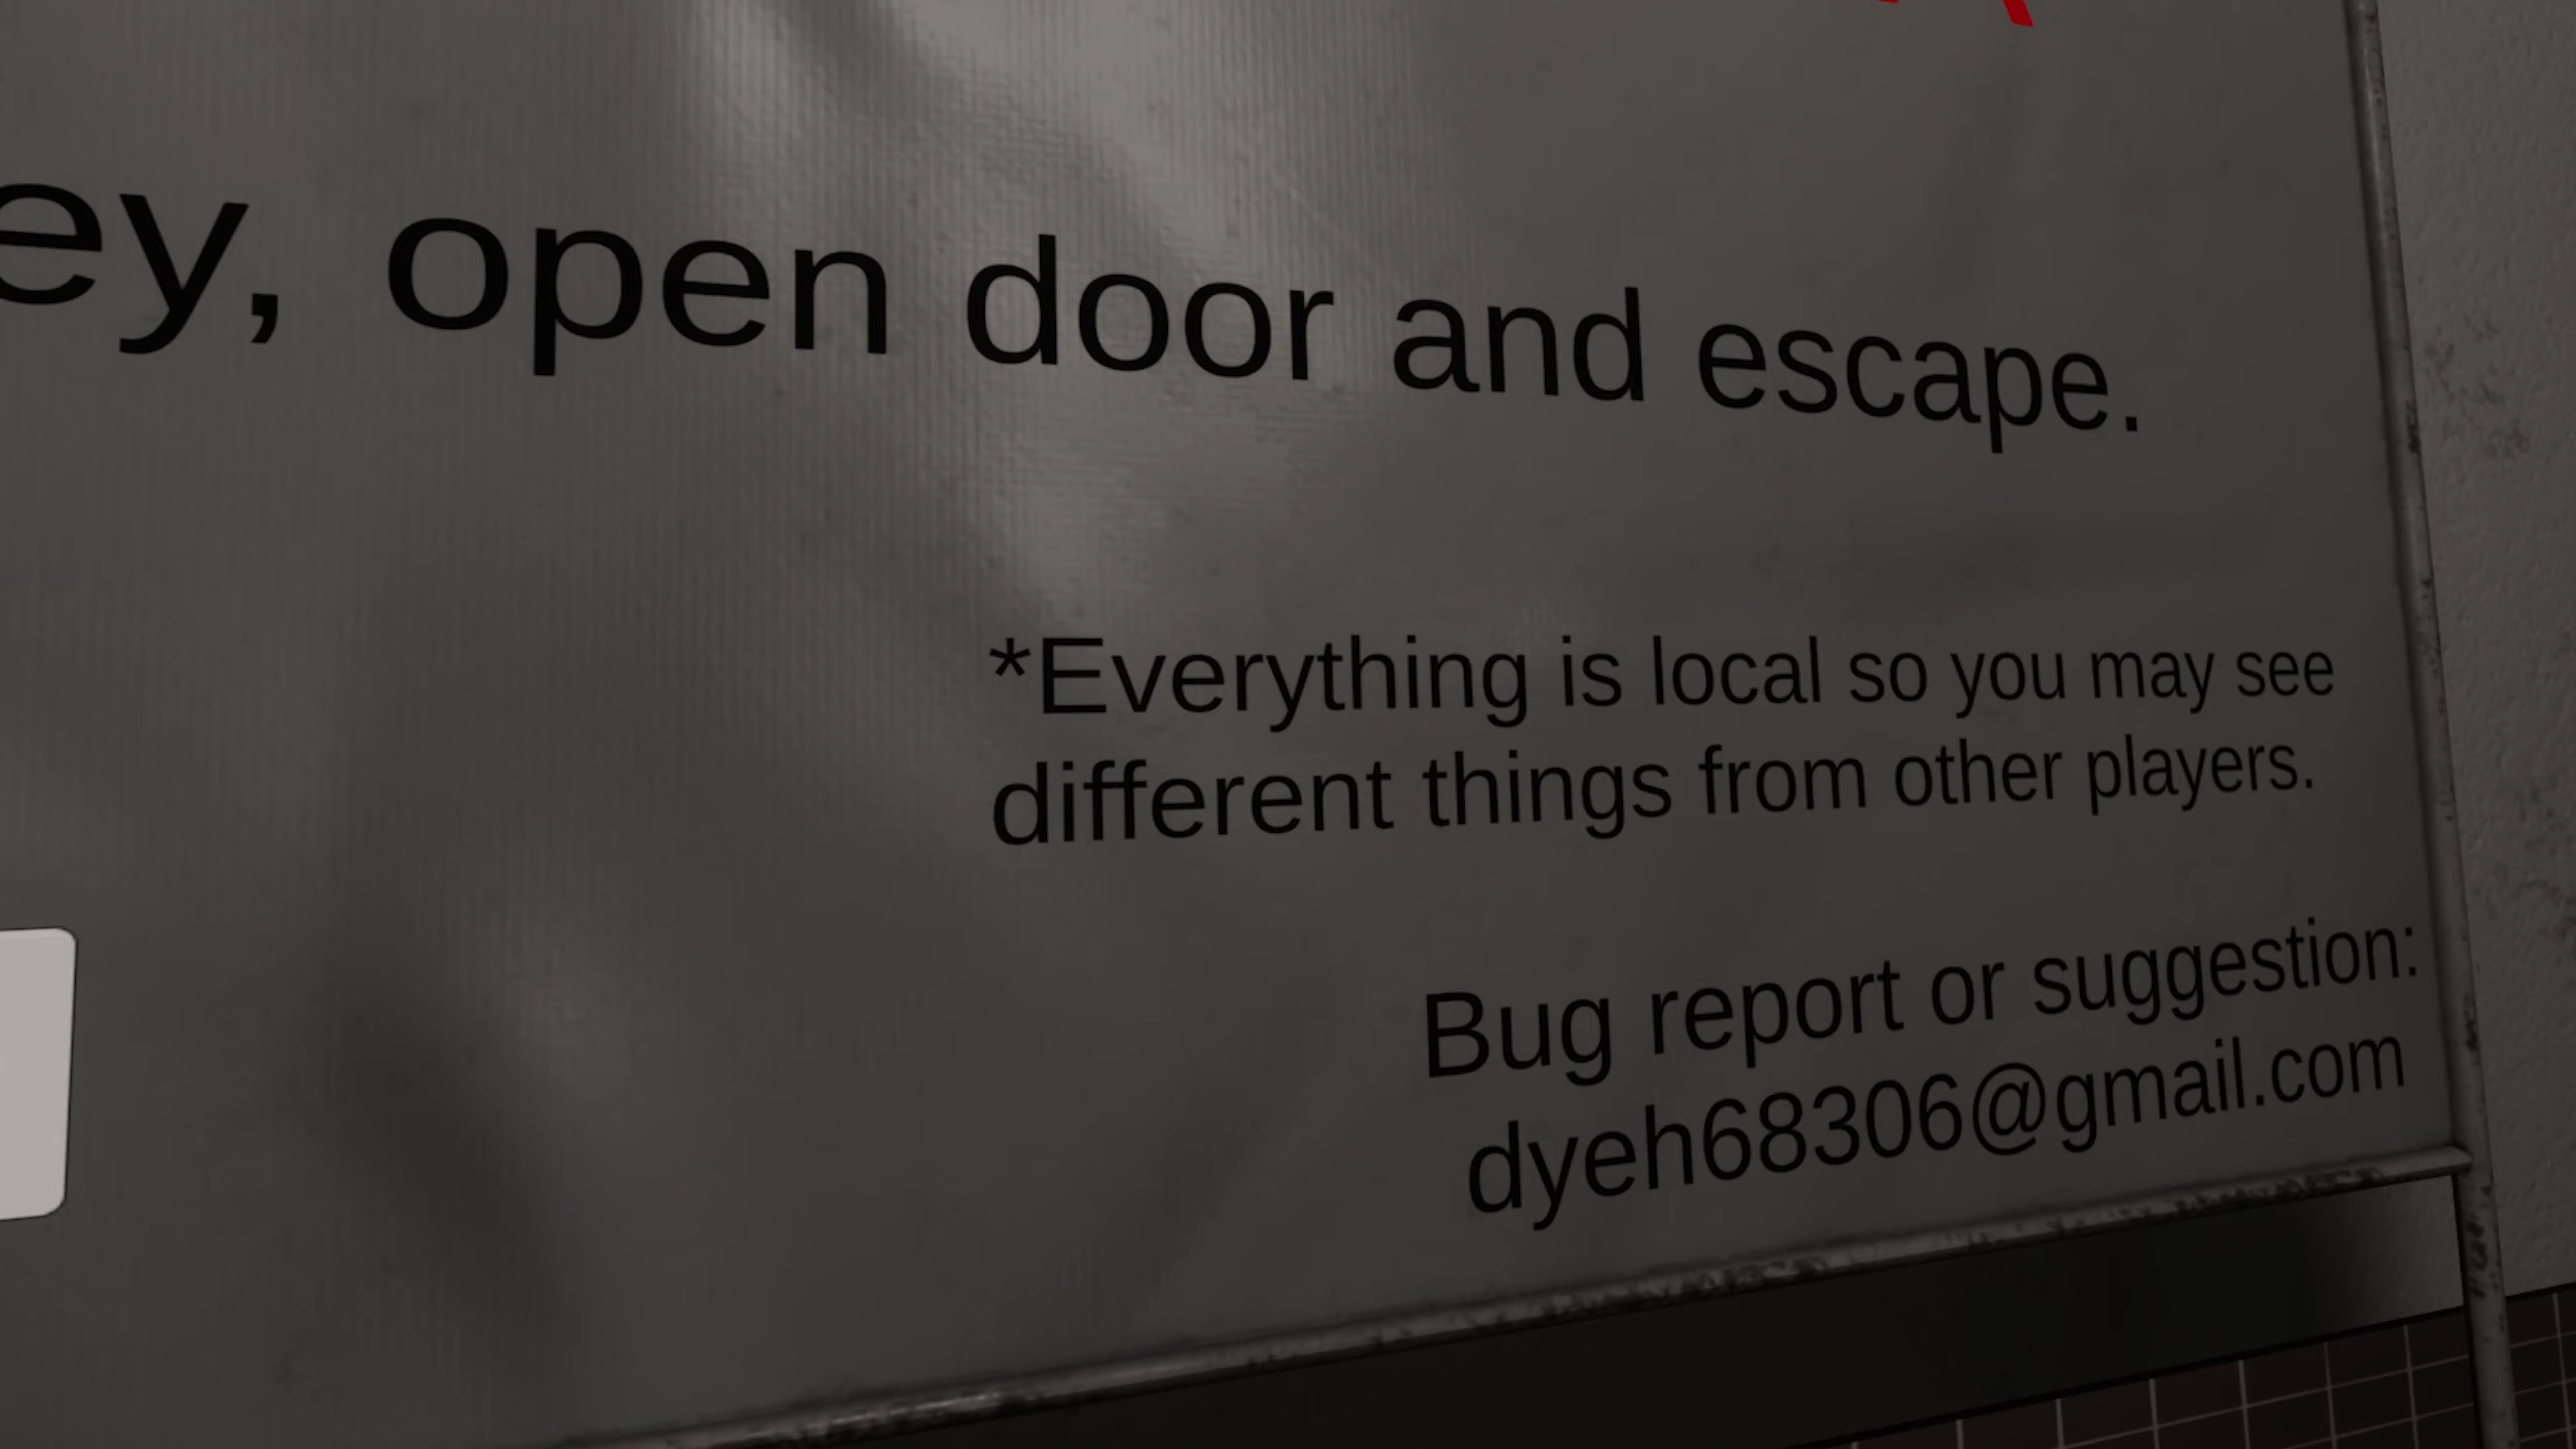 ey, open door and escape.
*Everything is local so you may see
different things from other players.
Bug report or suggestion:
dyeh68306@gmail.com